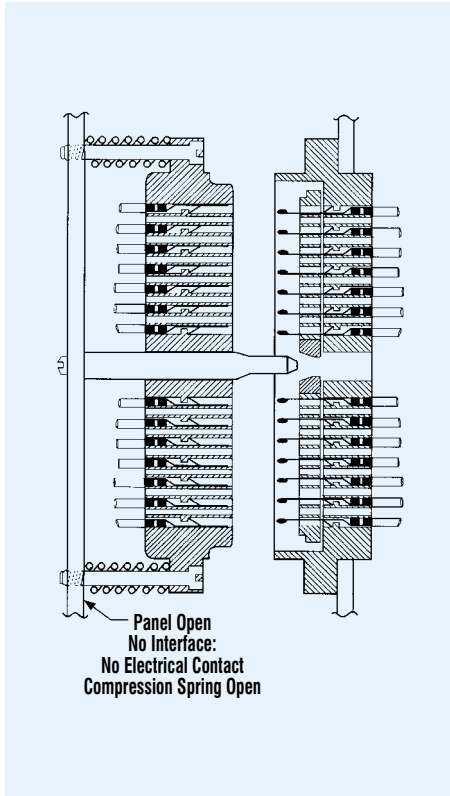 Panel Open
No Interface:
No Electrical Contact
Compression Spring Open